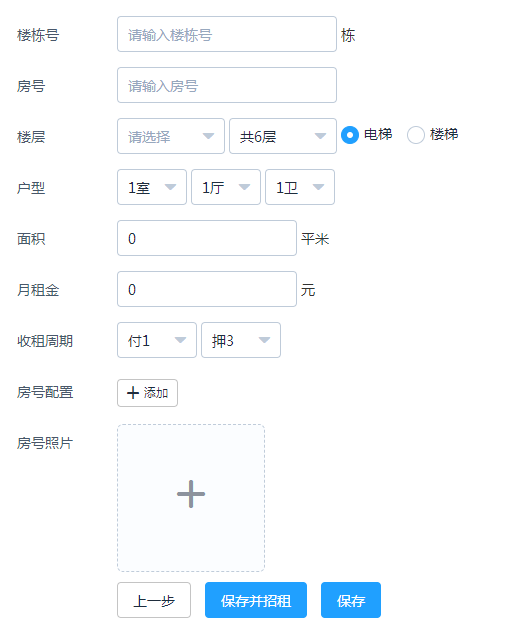 楼栋号 请输入楼栋号 栋
房号 请输入房号
楼层 请选择 共6层 电梯 楼梯
户型 1室 1厅 1卫
面积 0 平米
月租金 0 元
收租周期 付1 押3
房号配置 添加
房号照片
上一步 保存并招租 保存